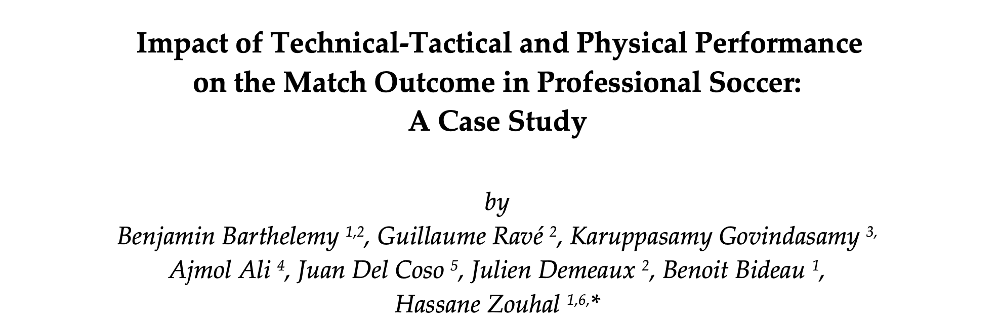 Impact of Technical-Tactical and Physical Performance
on the Match Outcome in Professional Soccer:
A Case Study
by
Benjamin Barthelemy 1,2, Guillaume Ravé 2, Karuppasamy Govindasamy 3,
Ajmol Ali 4, Juan Del Coso 5, Julien Demeaux 2, Benoit Bideau 1,
Hassane Zouhal 1,6,*